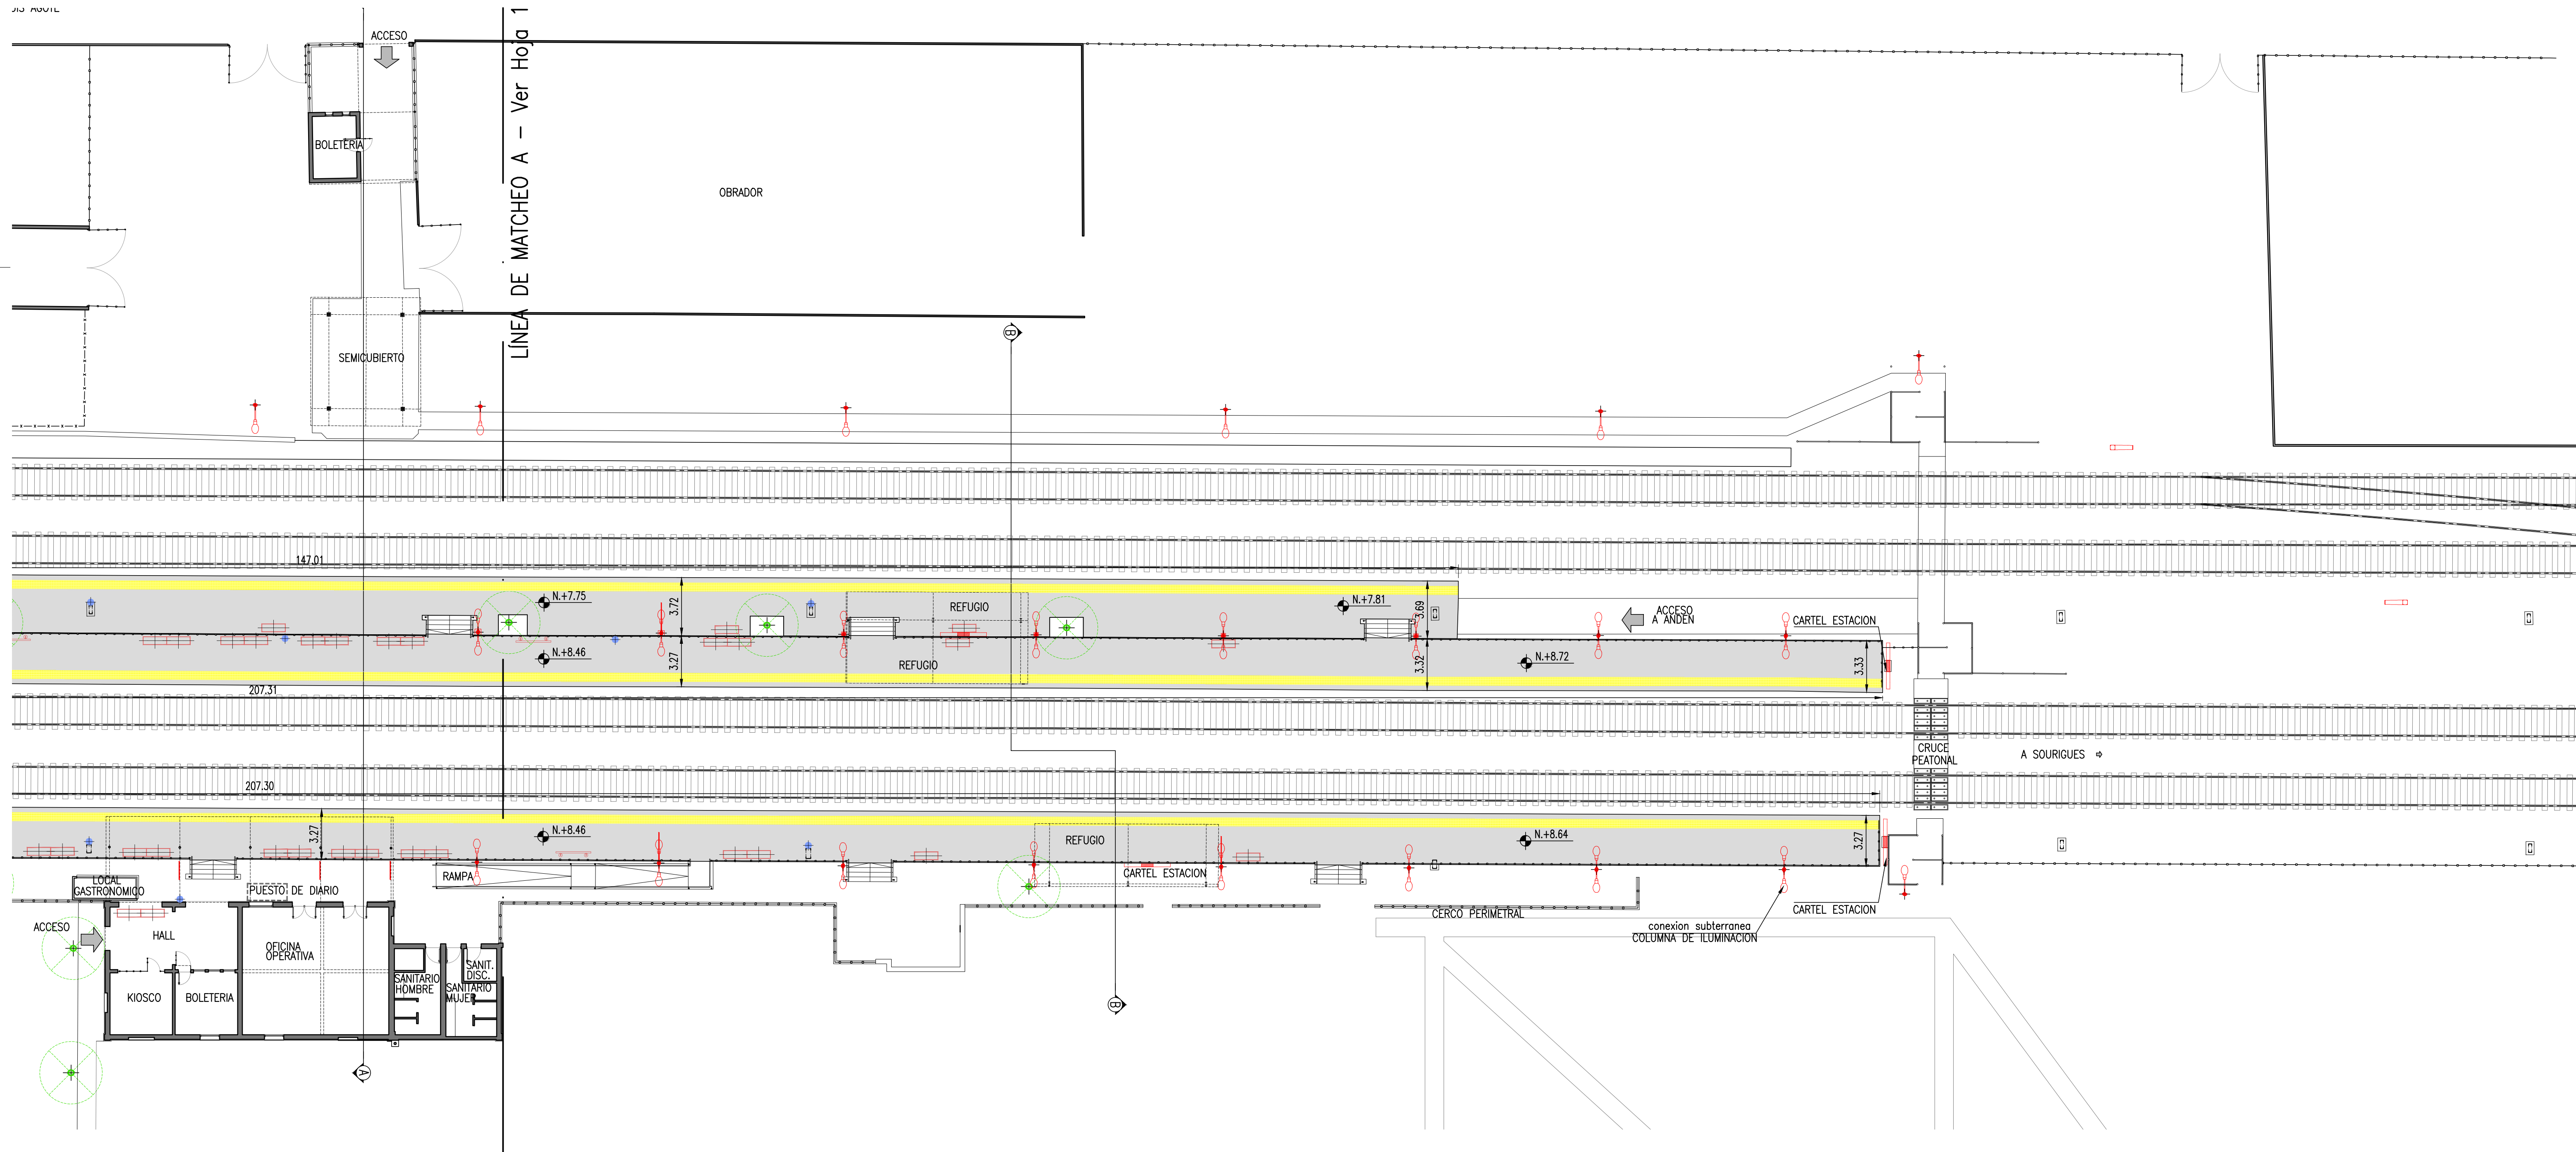 ACCESO
LÍNEA DE MATCHEO A – Ver Hoja 1
BOLETERIA
OBRADOR
SEMICUBIERTO
B
147.01
N.+7.75
3.72
REFUGIO
N.+7.81
3.69
ACCESO
A ANDEN
CARTEL ESTACION
N.+8.46
3.27
REFUGIO
3.32
N.+8.72
3.33
207.31
CRUCE
PEATONAL
A SOURIGUES
207.30
3.27
N.+8.46
REFUGIO
N.+8.64
3.27
RAMPA
CARTEL ESTACION
LOCAL
GASTRONOMICO
PUESTO DE DIARIO
CARTEL ESTACION
CERCO PERIMETRAL
conexion subterranea
COLUMNA DE ILUMINACION
ACCESO
HALL
OFICINA
OPERATIVA
SANIT.
DISC.
SANITARIO
HOMBRE
SANITARIO
MUJER
KIOSCO
BOLETERIA
B
A